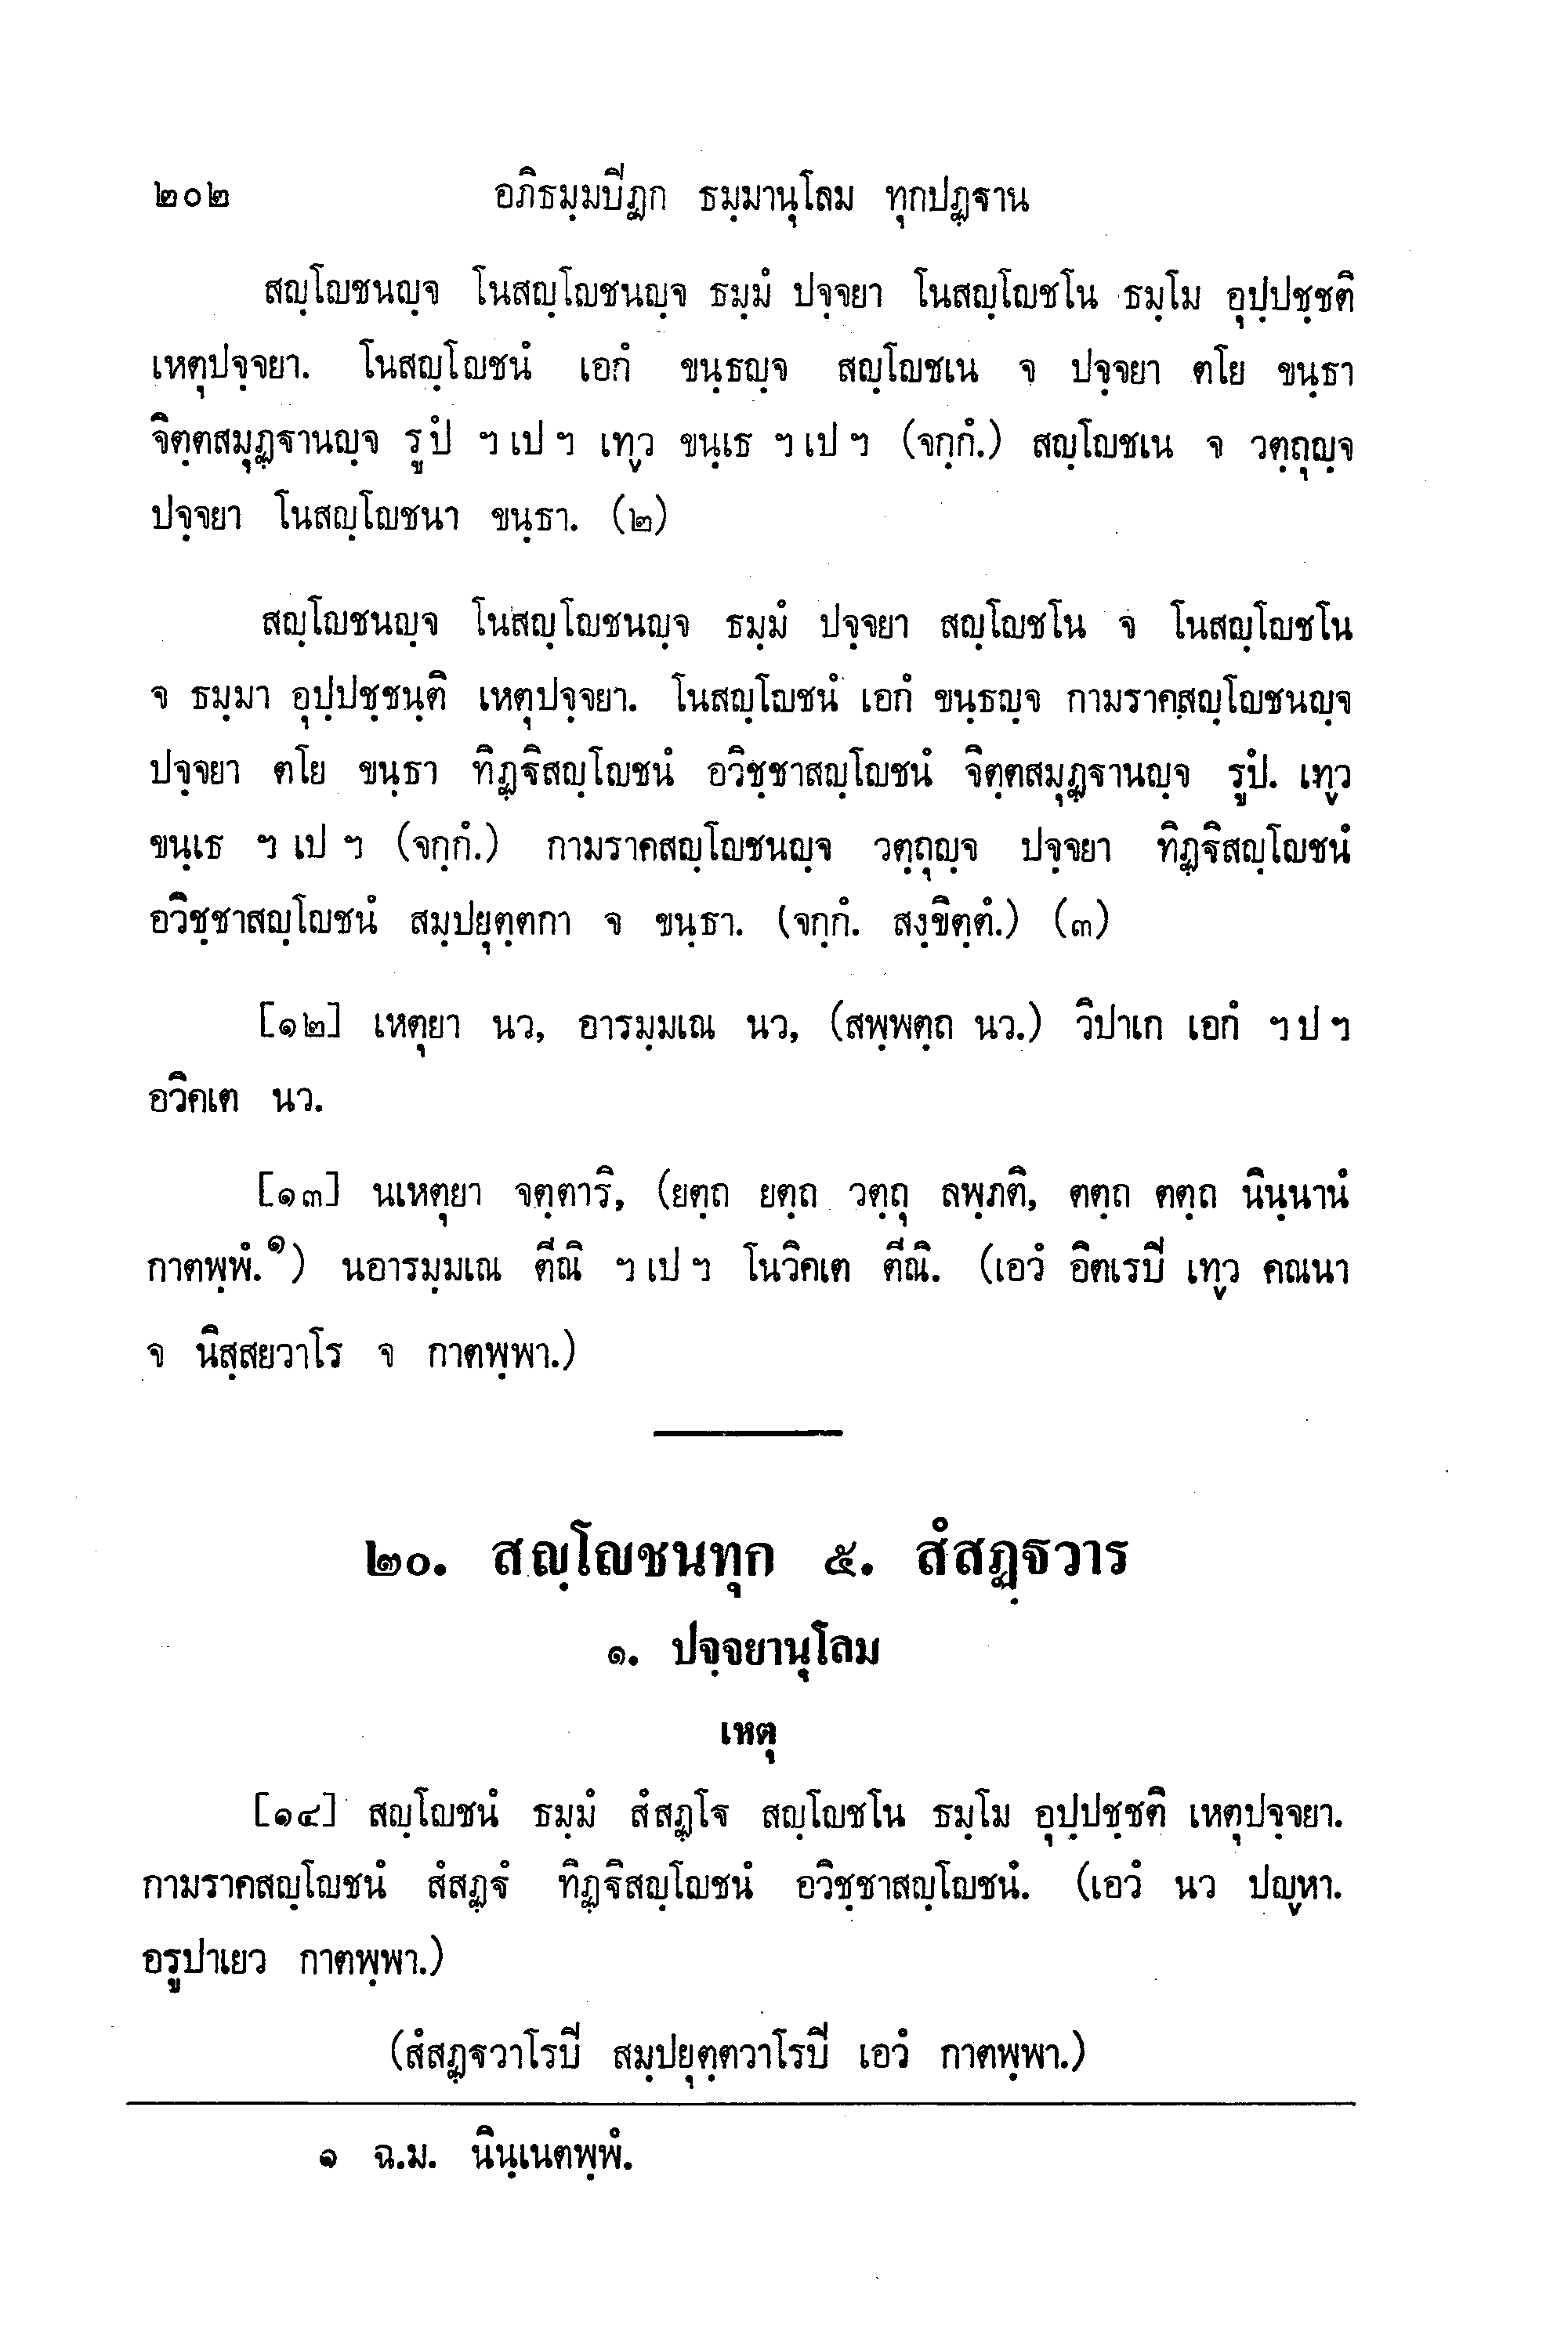 ๒๐๒ อภิธมฺมปีฏก ธมฺมานุโลม ทุกปฏฺฐาน
สญฺโญชนญฺจ โนสญฺโญชนญฺจ ธมฺมํ ปจฺจยา โนสญฺโญชโน ธมฺโม อุปฺปชฺชติ
เหตุปจฺจยา. โนสญฺโญชนํ เอกํ ขนฺธญฺจ สญฺโญชเน จ ปจฺจยา ตโย ขนฺธา
จิตฺตสมุฏฺฐานญฺจ รูปํ ฯ เป ฯ เทฺว ขนฺเธ ฯ เป ฯ (จกฺกํ.) สญฺโญชเน จ วตฺถุญฺจ
ปจฺจยา โนสญฺโญชนา ขนฺธา. (๒)
สญฺโญชนญฺจ โนสญฺโญชนญฺจ ธมฺมํ ปจฺจยา สญฺโญชโน จ โนสญฺโญชโน
จ ธมฺมา อุปฺปชฺชนฺติ เหตุปจฺจยา. โนสญฺโญชนํ เอกํ ขนฺธญฺจ กามราคสญฺโญชนญฺจ
ปจฺจยา ตโย ขนฺธา ทิฏฺฐิสญฺโญชนํ อวิชฺชาสญฺโญชนํ จิตฺตสมุฏฺฐานญฺจ รูปํ. เทฺว
ขนฺเธ ฯ เป ฯ (จกฺกํ.) กามราคสญฺโญชนญฺจ วตฺถุญฺจ ปจฺจยา ทิฏฺฐิสญฺโญชนํ
อวิชฺชาสญฺโญชนํ สมฺปยุตฺตกา จ ขนฺธา. (จกฺกํ. สงฺขิตฺตํ.) (๓)
[๑๒] เหตุยา นว, อารมฺมเณ นว, (สพฺพตฺถ นว.) วิปาเก เอกํ ฯ ป ฯ
อวิคเต นว.
[๑๓] นเหตุยา จตฺตาริ, (ยตฺถ ยตฺถ วตฺถุ ลพฺภติ, ตตฺถ ตตฺถ นินฺนานํ
กาตพฺพํ.๑) นอารมฺมเณ ตีณิ ฯ เป ฯ โนวิคเต ตีณิ. (เอวํ อิตเรปี เทฺว คณนา
จ นิสฺสยวาโร จ กาตพฺพา.)
๒๐. สญฺโญชนทุก ๕. สํสฏฺฐวาร
๑. ปจฺจยานุโลม
เหตุ
[๑๔] สญฺโญชนํ ธมฺมํ สํสฏฺโฐ สญฺโญชโน ธมฺโม อุปฺปชฺชติ เหตุปจฺจยา.
กามราคสญฺโญชนํ สํสฏฺฐํ ทิฏฺฐิสญฺโญชนํ อวิชฺชาสญฺโญชนํ. (เอวํ นว ปญฺหา.
อรูปาเยว กาตพฺพา.)
(สํสฏฺฐวาโรปี สมฺปยุตฺตวาโรปี เอวํ กาตพฺพา.)
๑ ฉ.ม. นินฺเนตพฺพํ.